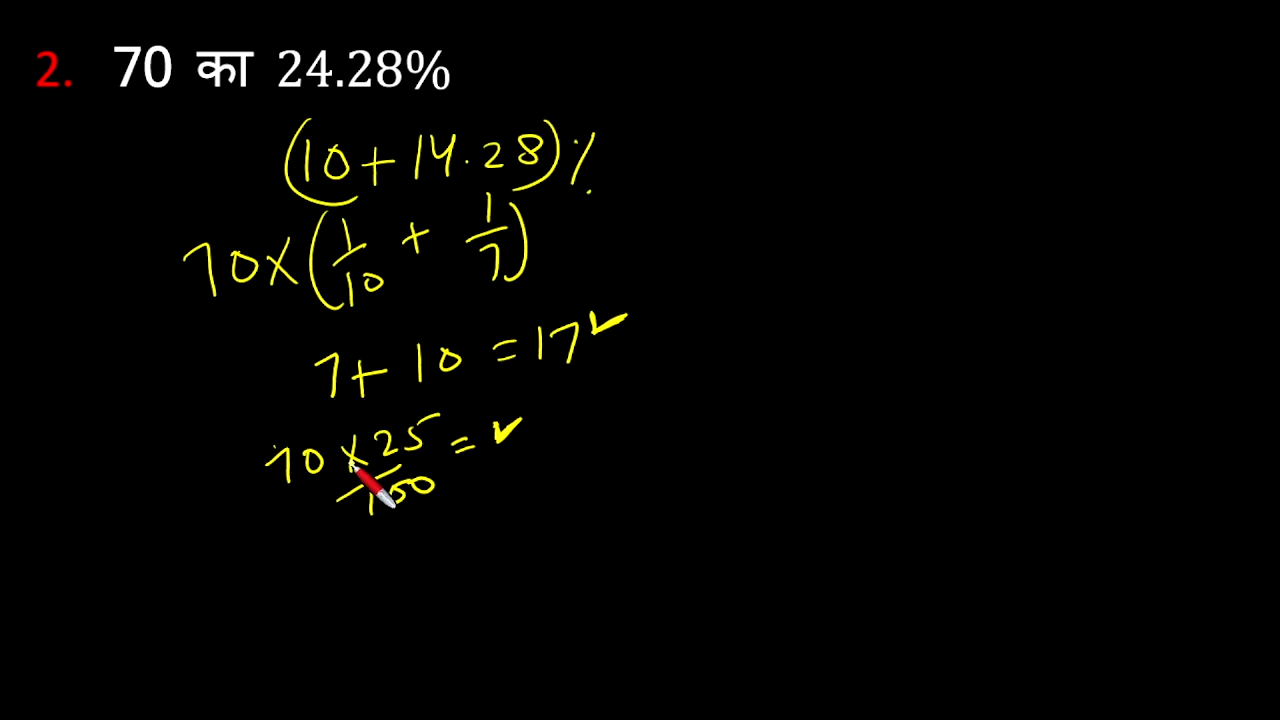 2. 70 का 24.28%
(10 + 14.28)%
70 × (1/10 + 1/7)
7 + 10 = 17 ✓
70 × 25/100 = ✓